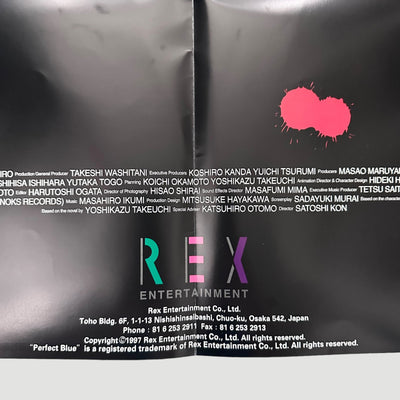 IRO Production General Producer TAKESHI WASHITANI Executive Producers KOSHIRO KANDA YUICHI TSURUMI Producers MASAO MARUYA
SHIHISA ISHIHARA YUTAKA TOGO Planning KOICHI OKAMOTO YOSHIKAZU TAKEUCHI Animation Director & Character Design HIDEKI H
OTO Editor HARUTOSHI OGATA Director of Photography HISAO SHIRAI Sound Effects Director MASAFUMI MIMA Executive Music Producer TETSU SAIT
NOKS RECORDS) Music MASAHIRO IKUMI Production Design MITSUSUKE HAYAKAWA Screenplay SADAYUKI MURAI Based on the characte
Based on the novel by YOSHIKAZU TAKEUCHI Special Adviser KATSUHIRO OTOMO Director SATOSHI KON
REX
ENTERTAINMENT
Rex Entertainment Co., Ltd.
Toho Bldg. 6F, 1-1-13 Nishishinsaibashi, Chuo-ku, Osaka 542, Japan
Phone : 81 6 253 2911 Fax : 81 6 253 2913
Copyright ©1997 Rex Entertainment Co., Ltd. All rights reserved.
"Perfect Blue" is a registered trademark of Rex Entertainment Co., Ltd. All rights reserved.